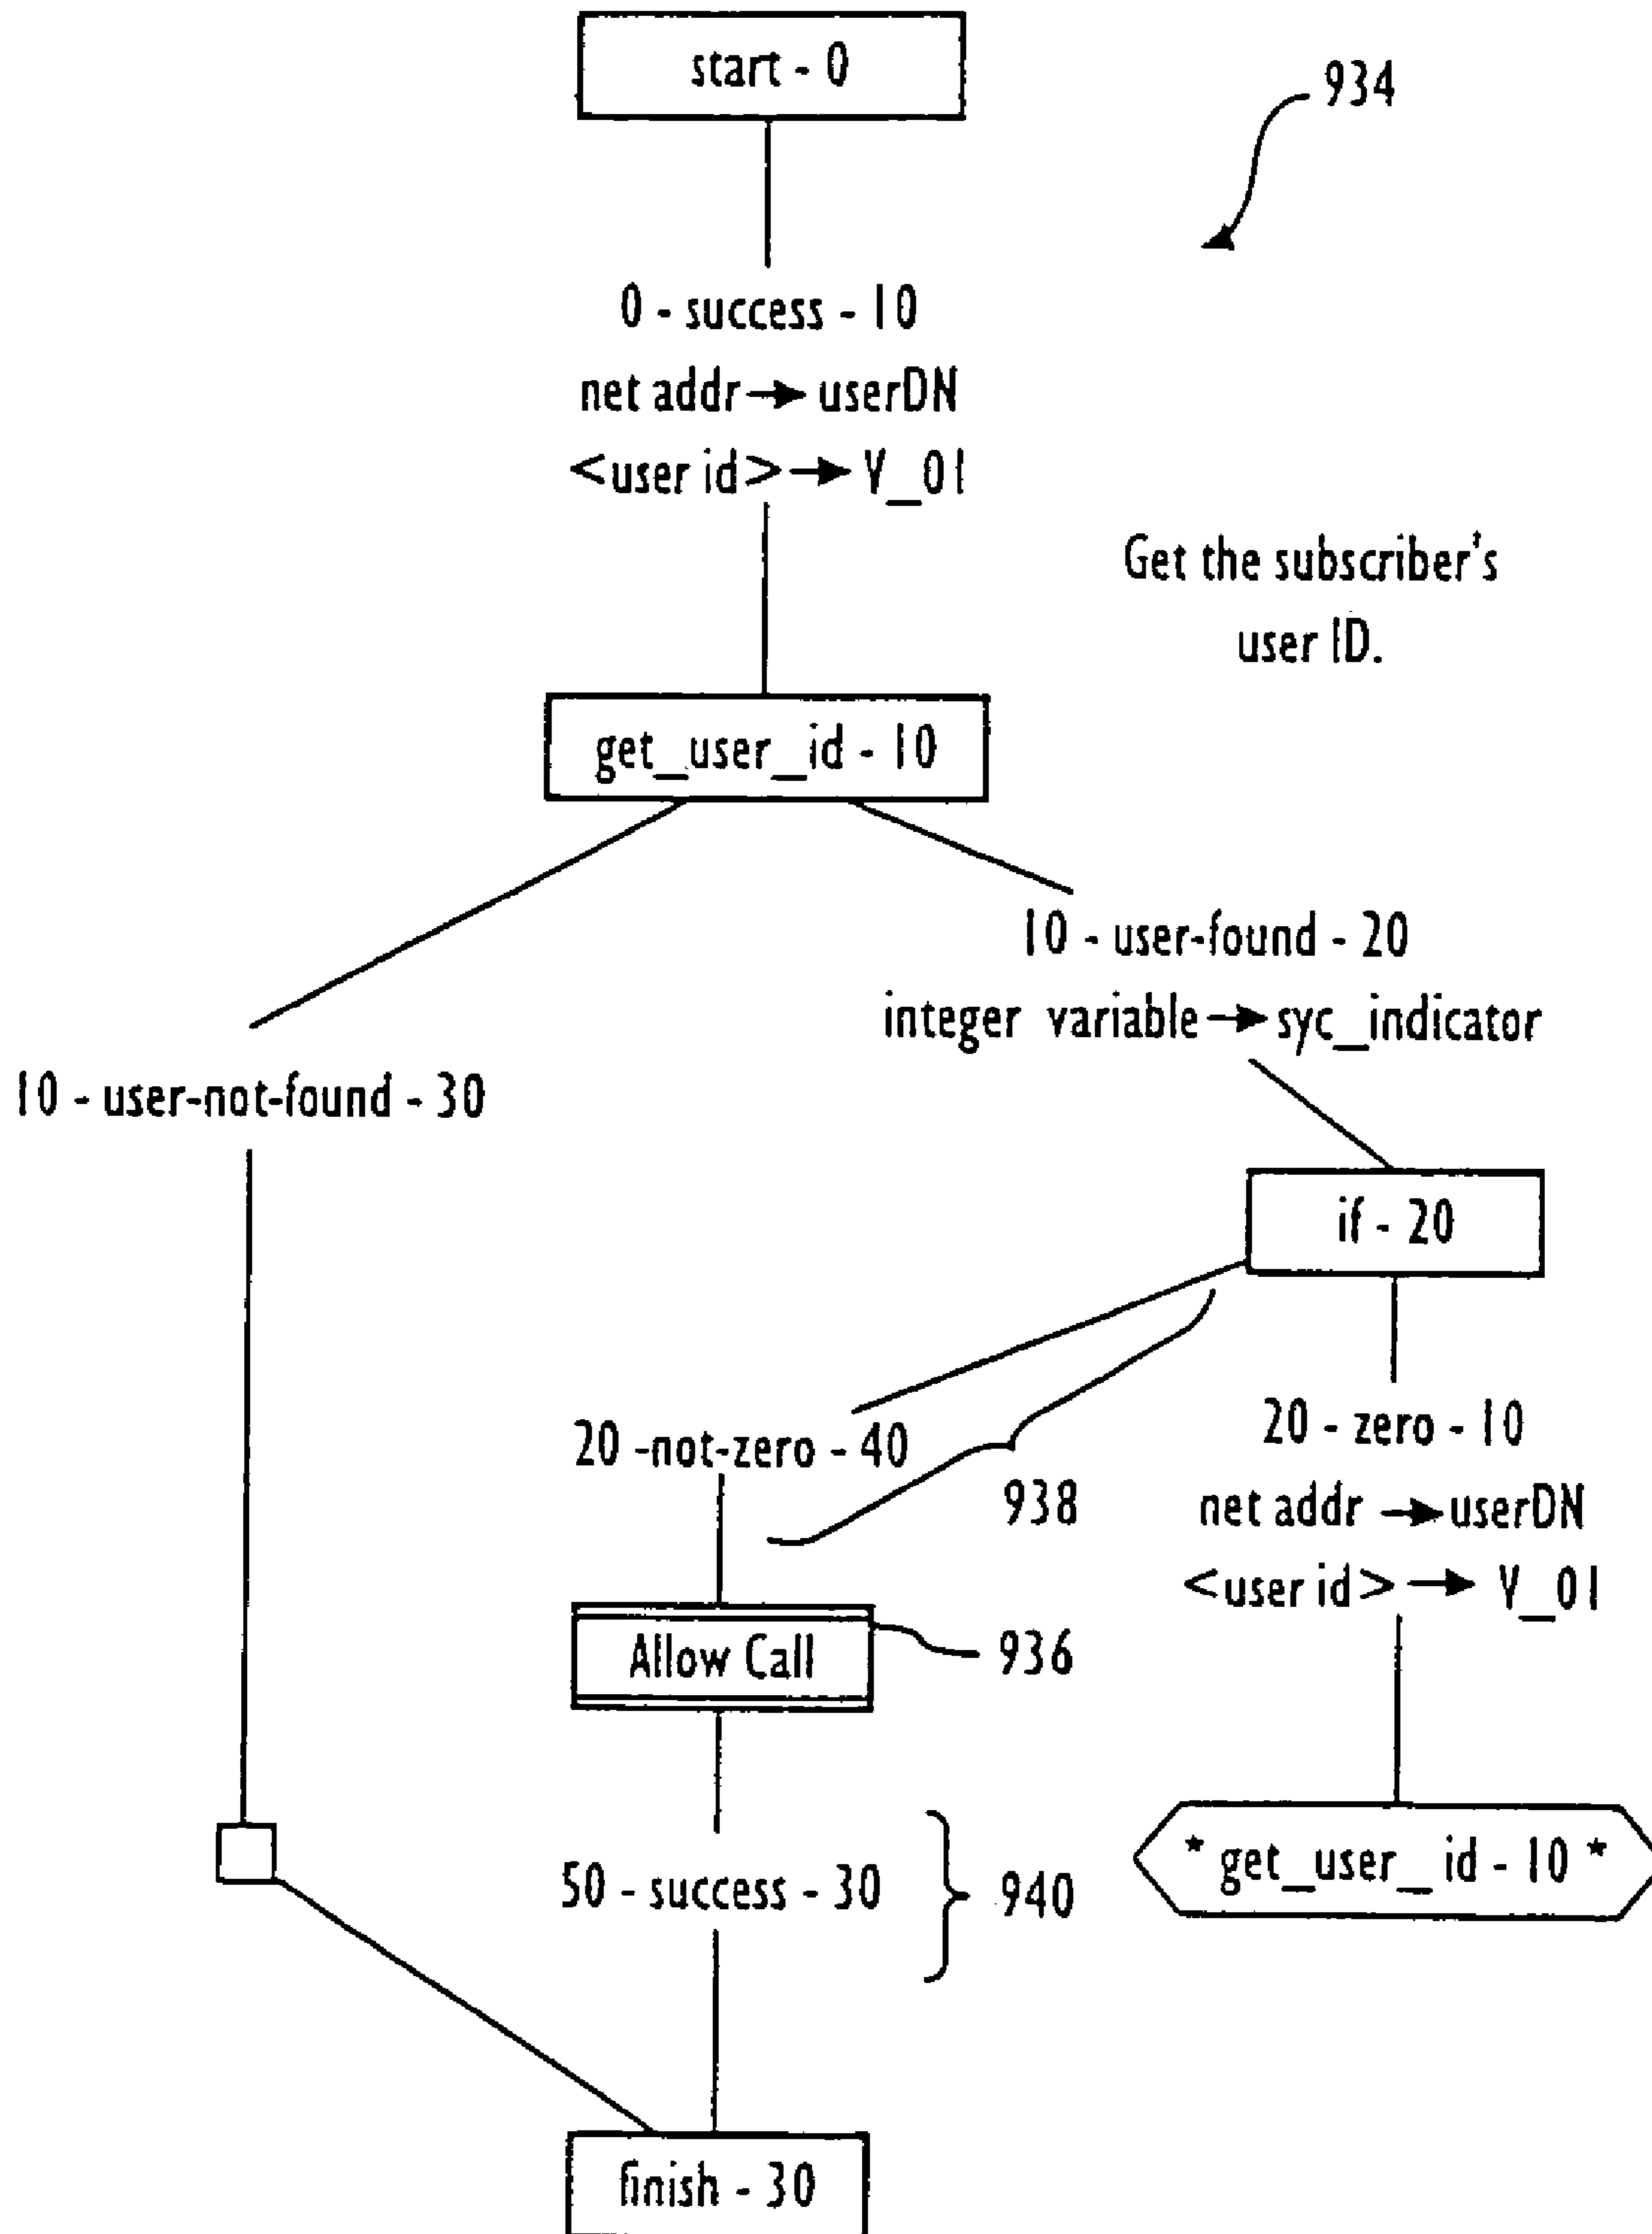 start - 0
934
0 - success - 10
net addr → userDN
<user id> → V_01
Get the subscriber's
user ID.
get_user_id - 10
10 - user-found - 20
integer variable → syc_indicator
10 - user-not-found - 30
if - 20
20 -not-zero - 40
938
20 - zero - 10
net addr → userDN
<user id> → V_01
Allow Call
936
50 - success - 30
940
* get_user_id - 10 *
finish - 30